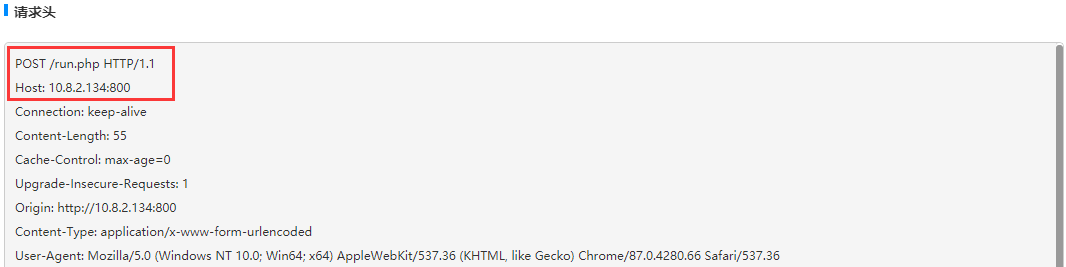 请求头
POST /run.php HTTP/1.1
Host: 10.8.2.134:800
Connection: keep-alive
Content-Length: 55
Cache-Control: max-age=0
Upgrade-Insecure-Requests: 1
Origin: http://10.8.2.134:800
Content-Type: application/x-www-form-urlencoded
User-Agent: Mozilla/5.0 (Windows NT 10.0; Win64; x64) AppleWebKit/537.36 (KHTML, like Gecko) Chrome/87.0.4280.66 Safari/537.36